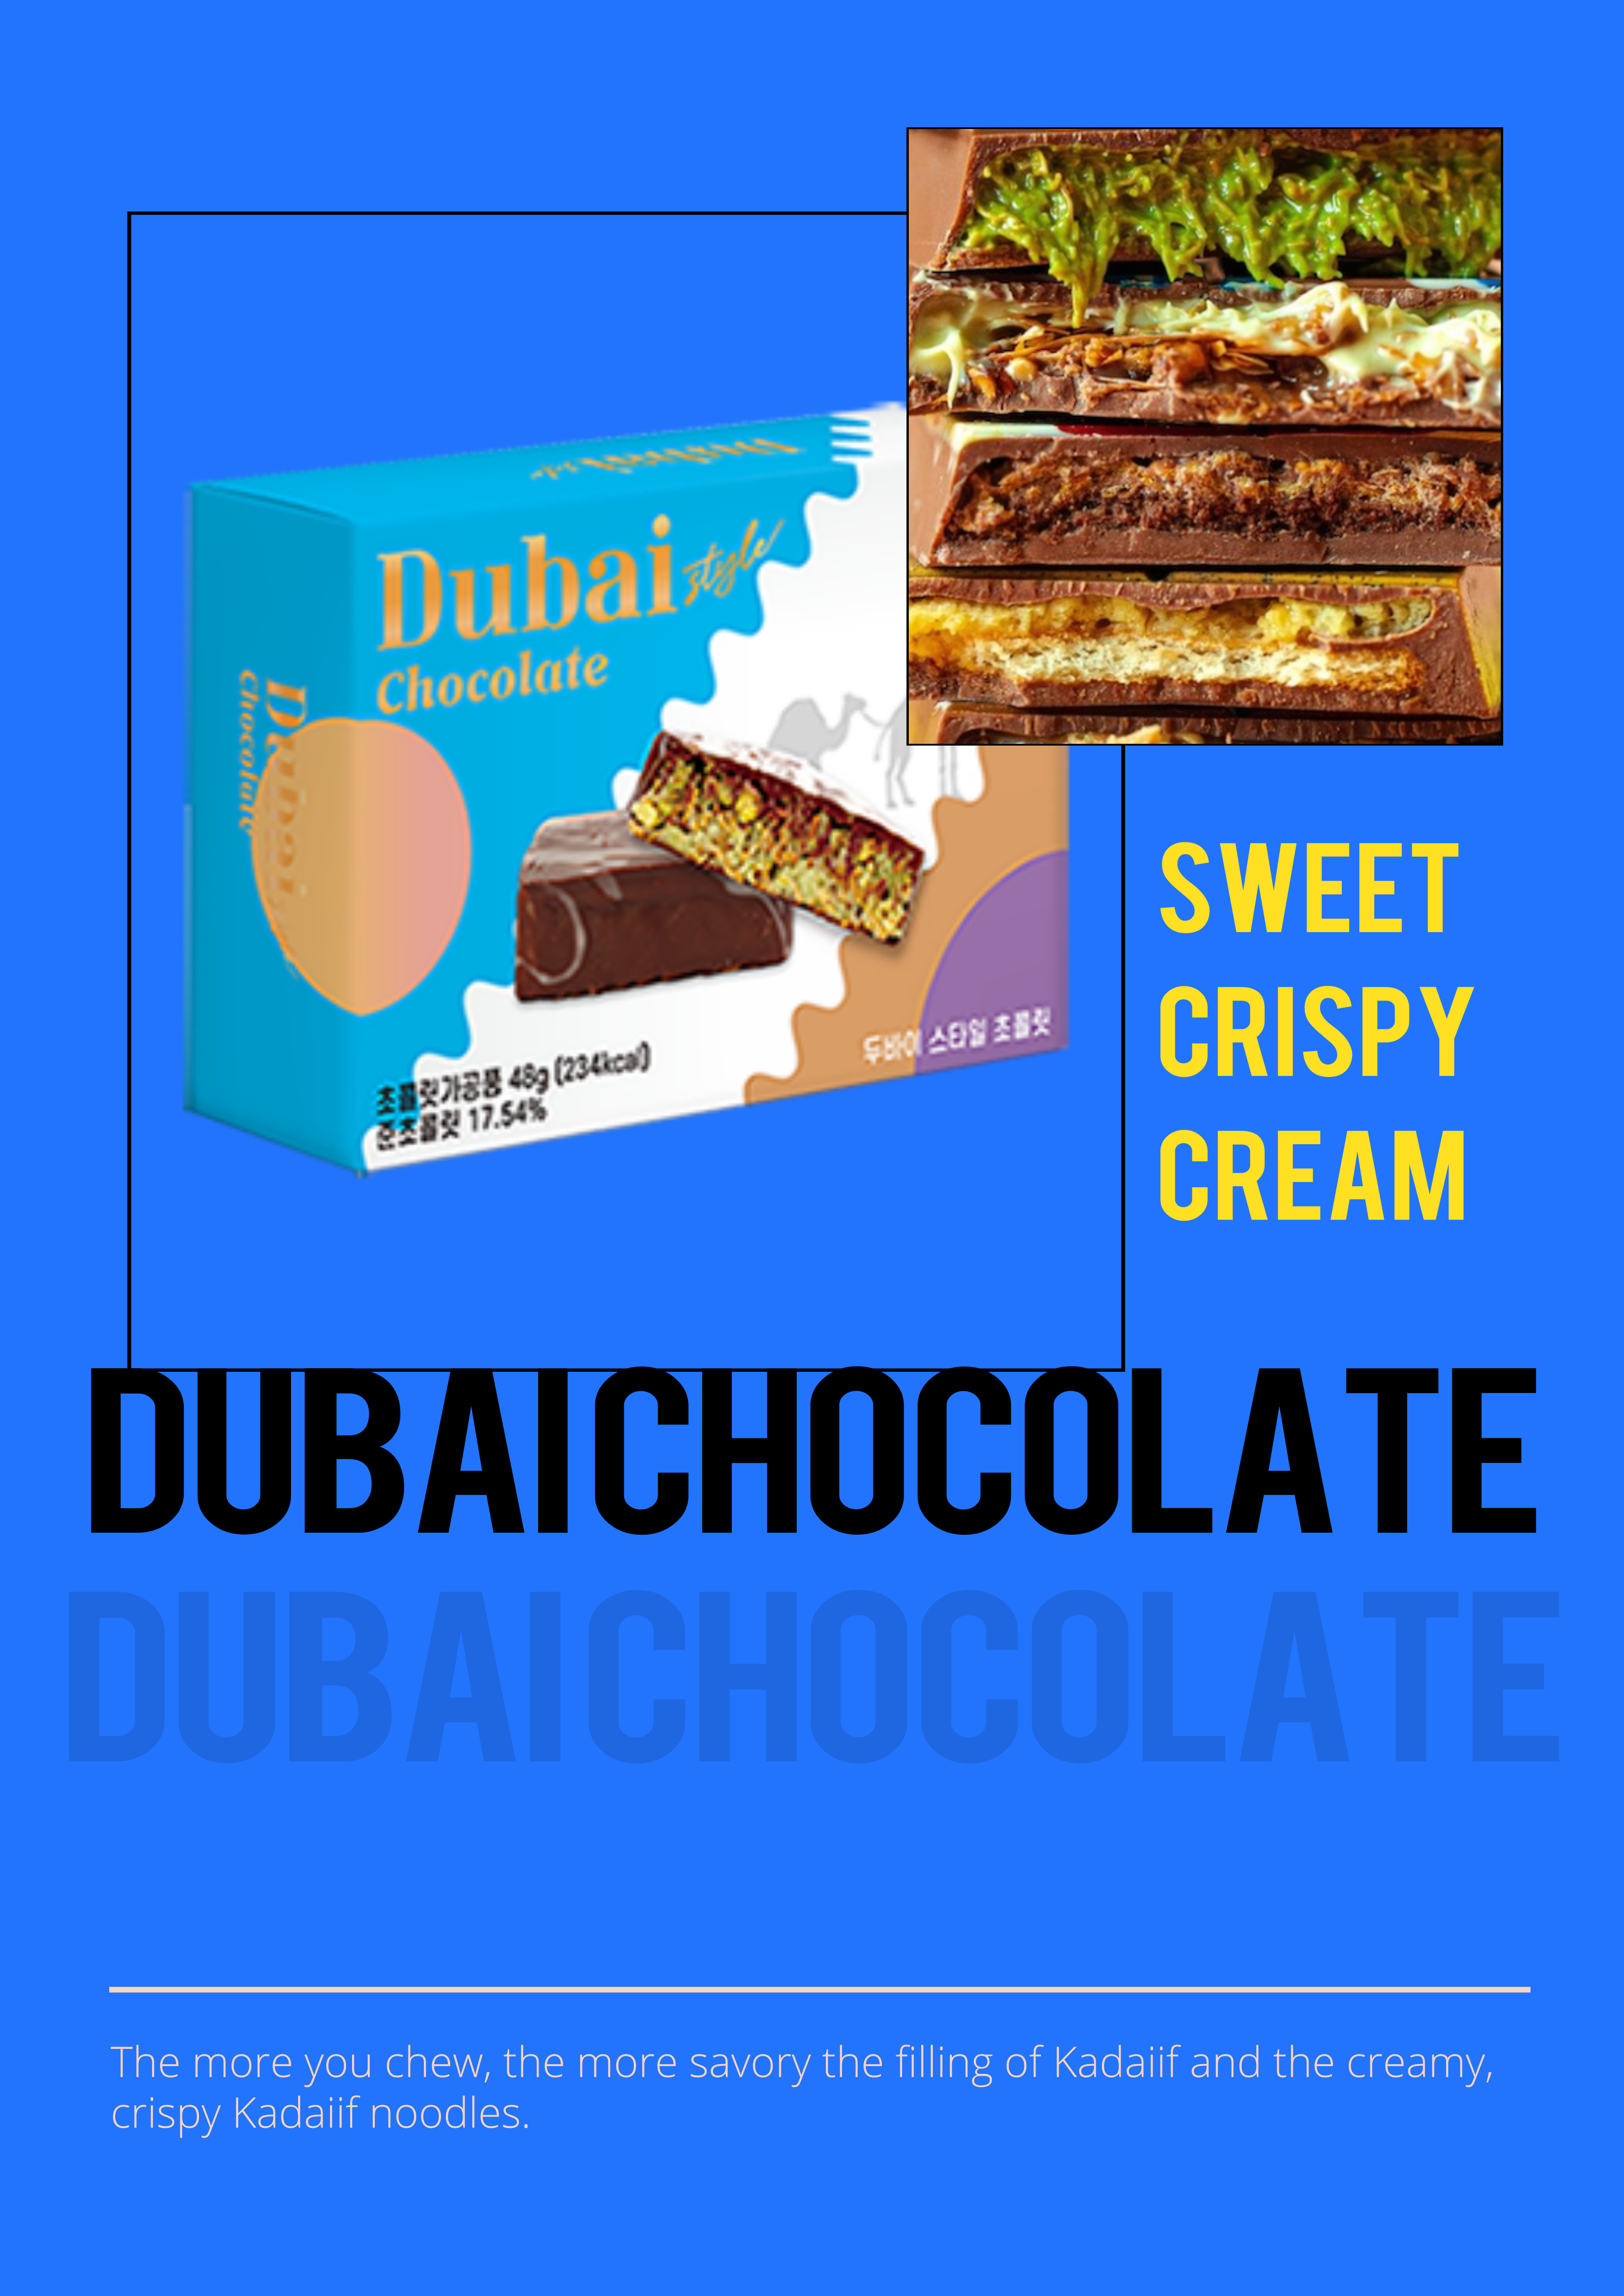 Dubai style
Chocolate
Dubai
Chocolate
초콜릿가공품 48g (234kcal)
준초콜릿 17.54%
두바이 스타일 초콜릿
SWEET
CRISPY
CREAM
DUBAICHOCOLATE
DUBAICHOCOLATE
The more you chew, the more savory the filling of Kadaiif and the creamy,
crispy Kadaiif noodles.